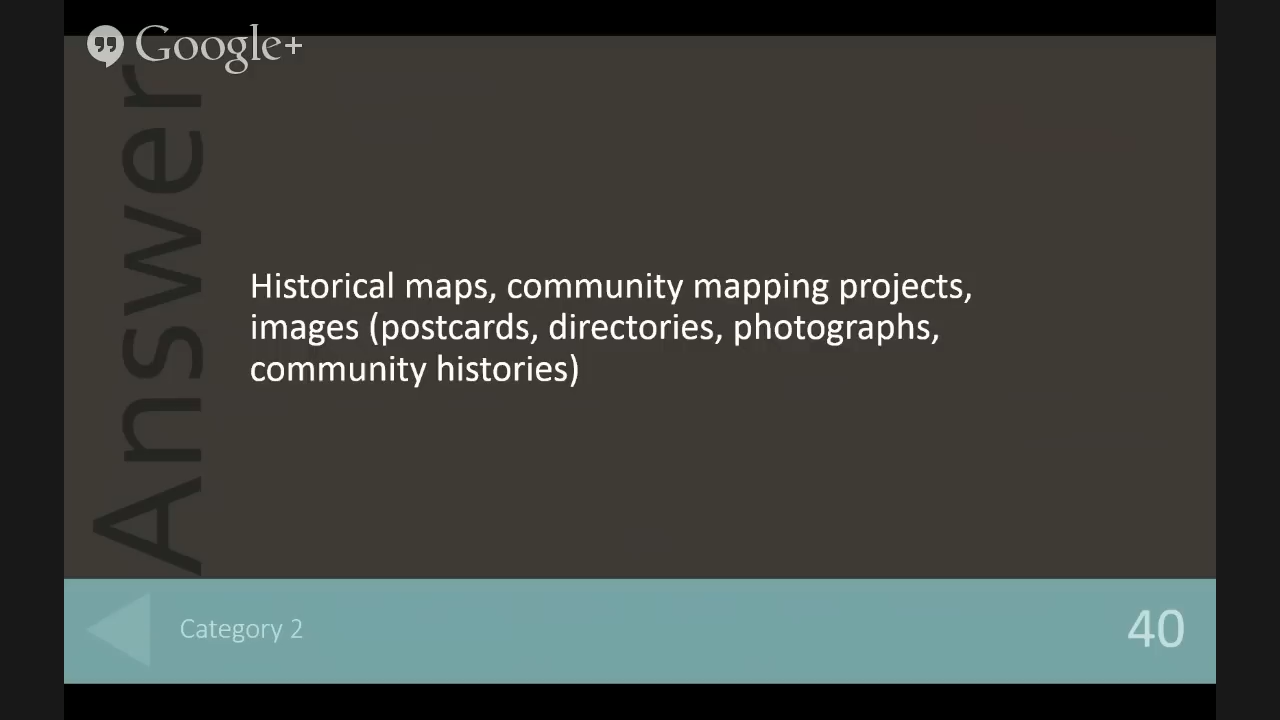 Google+
Answer
Historical maps, community mapping projects,
images (postcards, directories, photographs,
community histories)
Category 2
40